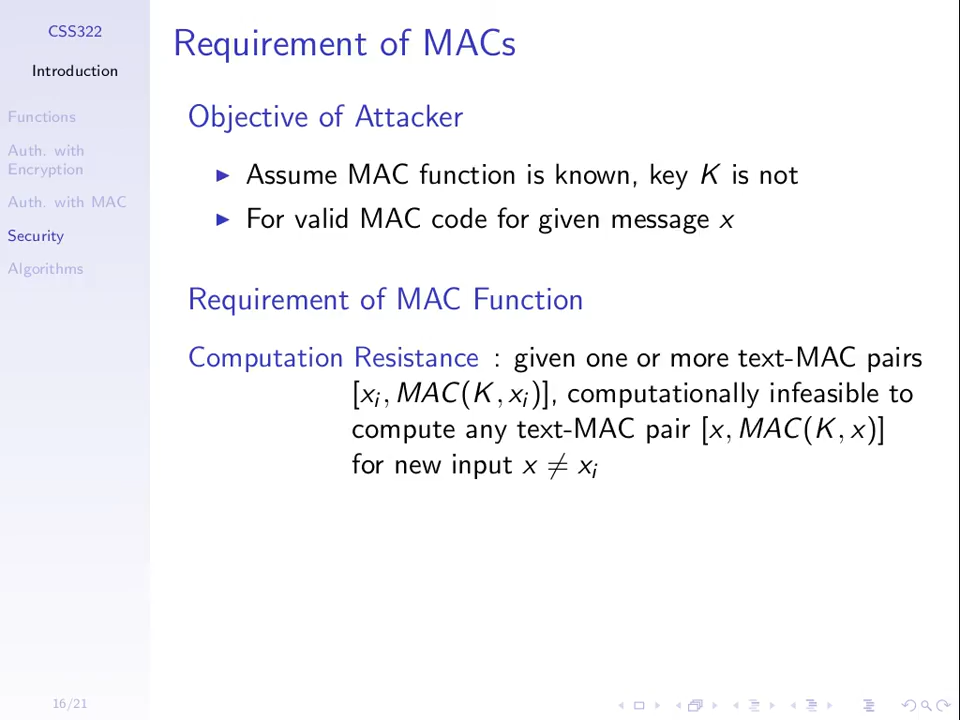 CSS322
Introduction
Functions
Auth. with
Encryption
Auth. with MAC
Security
Algorithms
16/21
Requirement of MACs
Objective of Attacker
Assume MAC function is known, key K is not
For valid MAC code for given message x
Requirement of MAC Function
Computation Resistance : given one or more text-MAC pairs
[xᵢ, MAC(K, xᵢ)], computationally infeasible to
compute any text-MAC pair [x, MAC(K, x)]
for new input x ≠ xᵢ